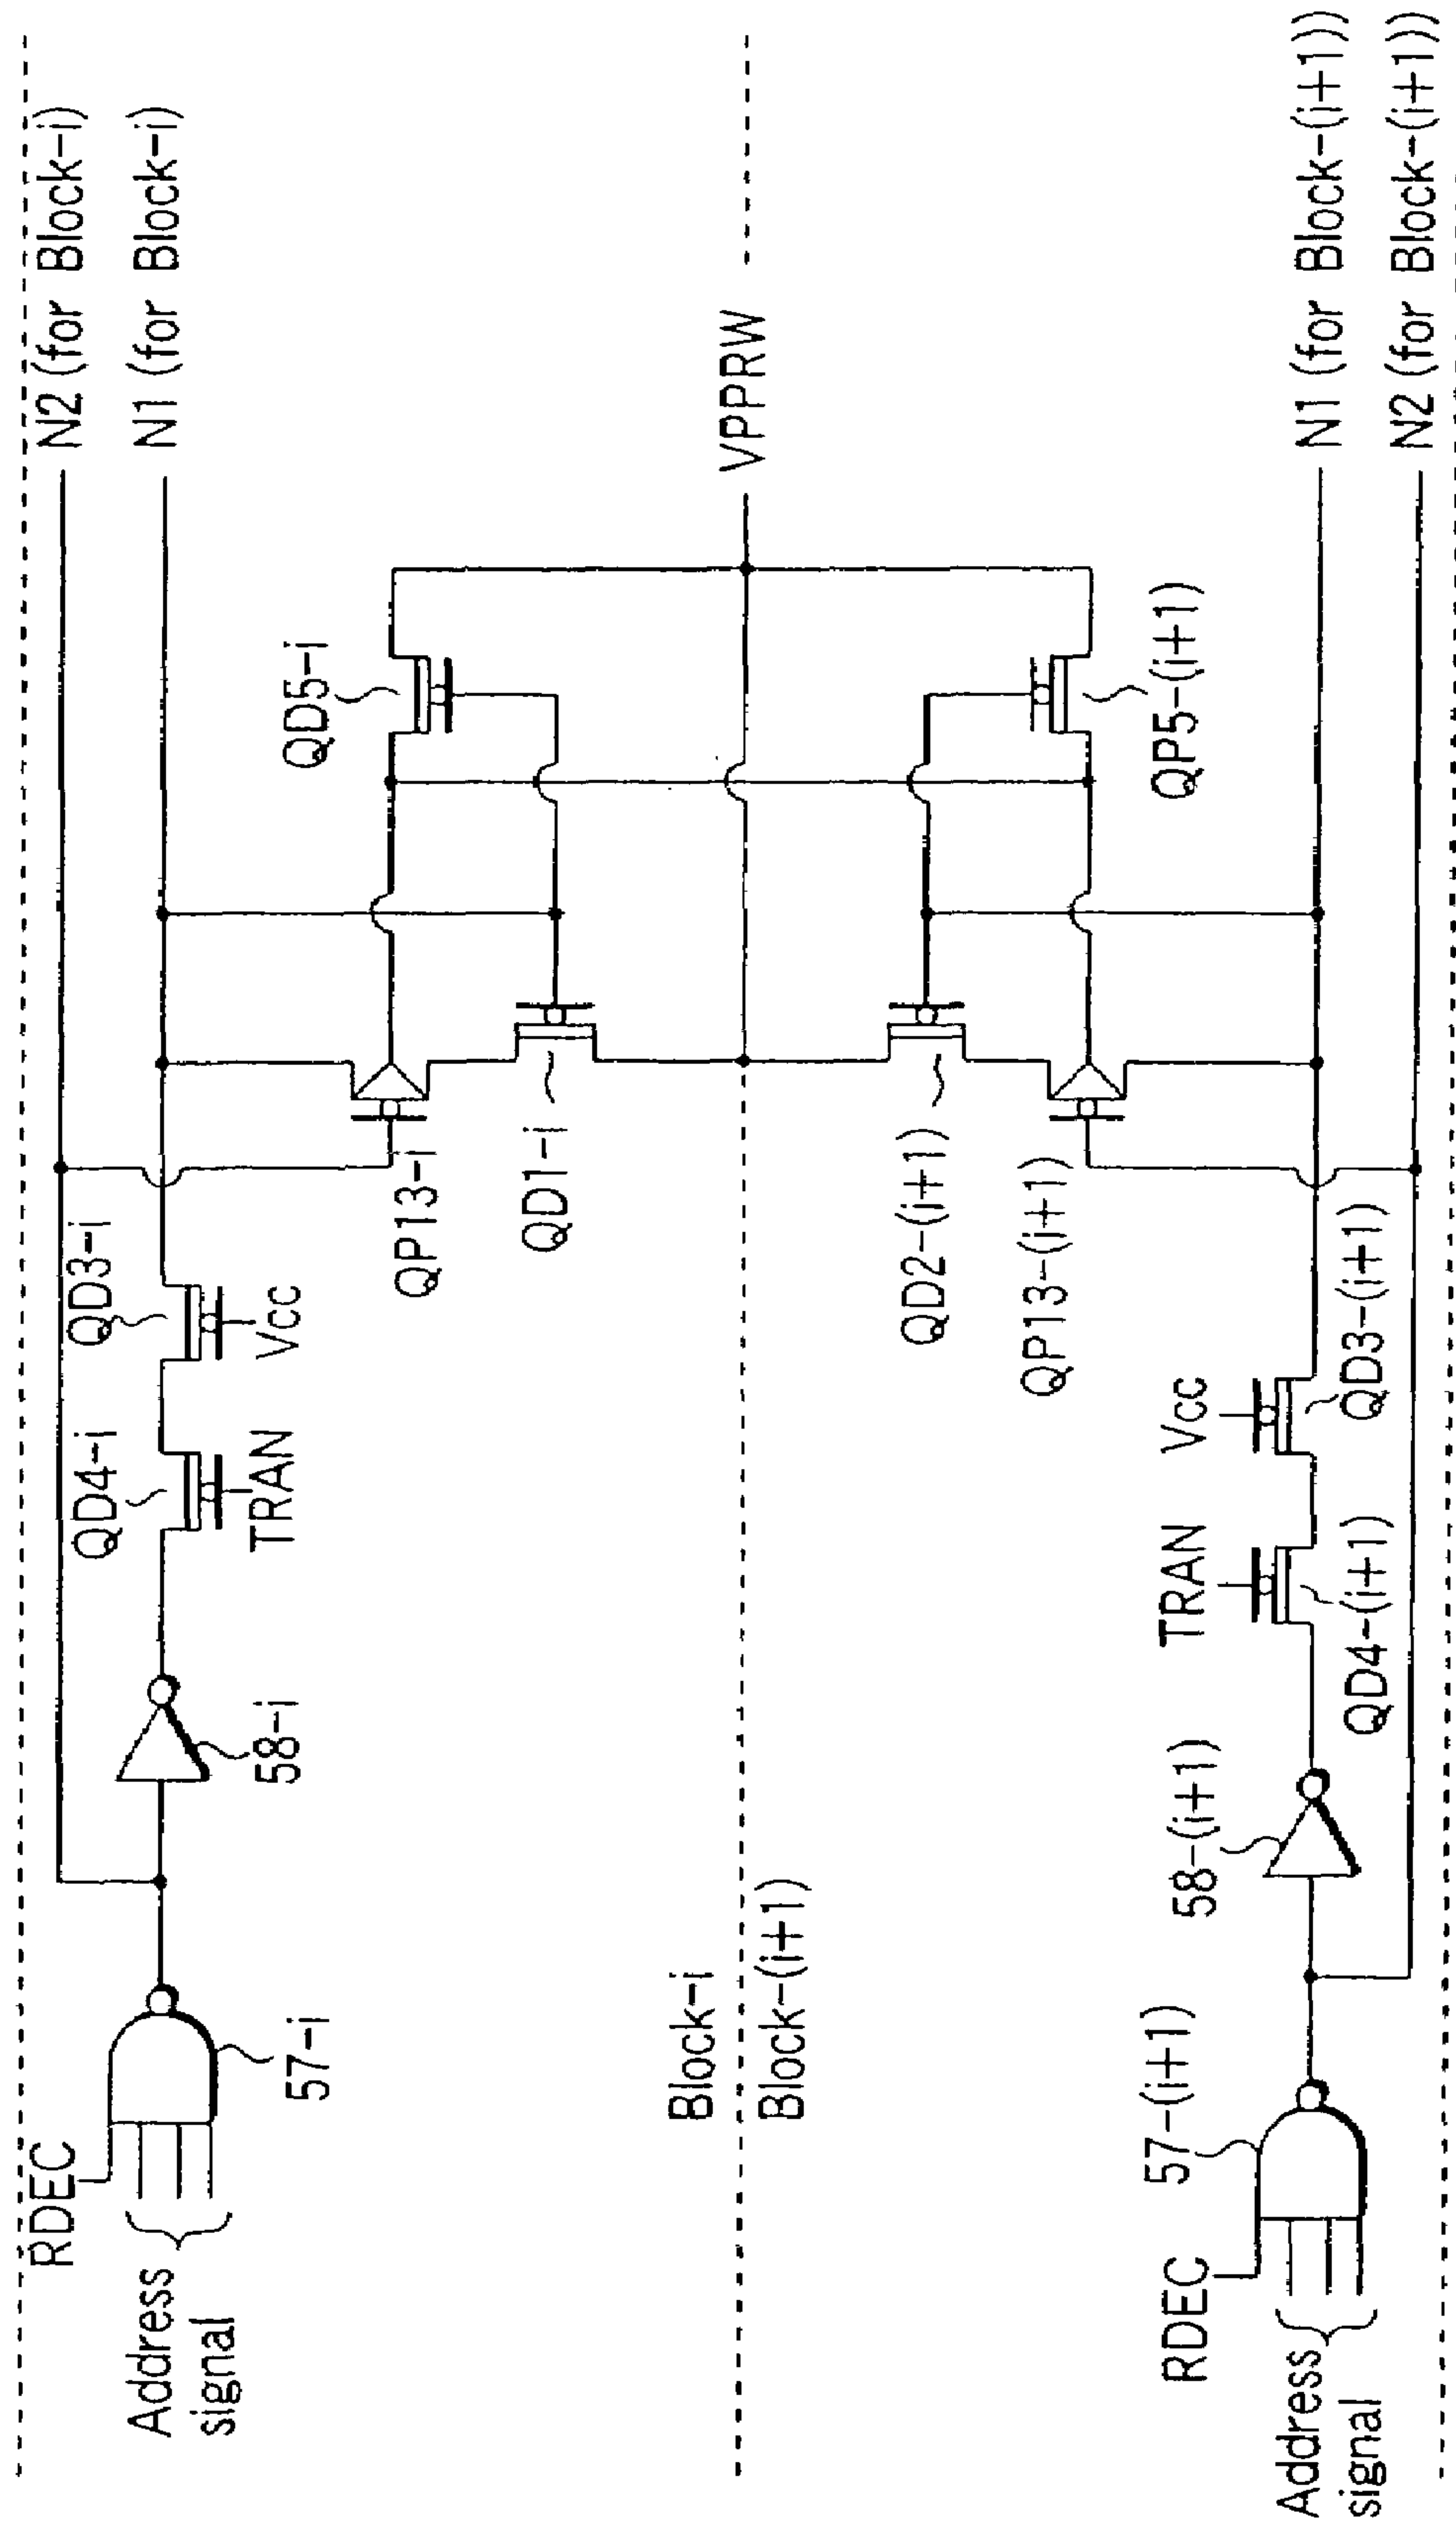 N2 (for Block-i)
N1 (for Block-i)
RDEC
Address
signal
57-i
58-i
QD4-i
TRAN
QD3-i
Vcc
QP13-i
QD1-i
QD5-i
VPPRW
Block-i
Block-(i+1)
QD2-(i+1)
QP13-(i+1)
QP5-(i+1)
RDEC
Address
signal
57-(i+1)
58-(i+1)
TRAN
QD4-(i+1)
Vcc
QD3-(i+1)
N1 (for Block-(i+1))
N2 (for Block-(i+1))